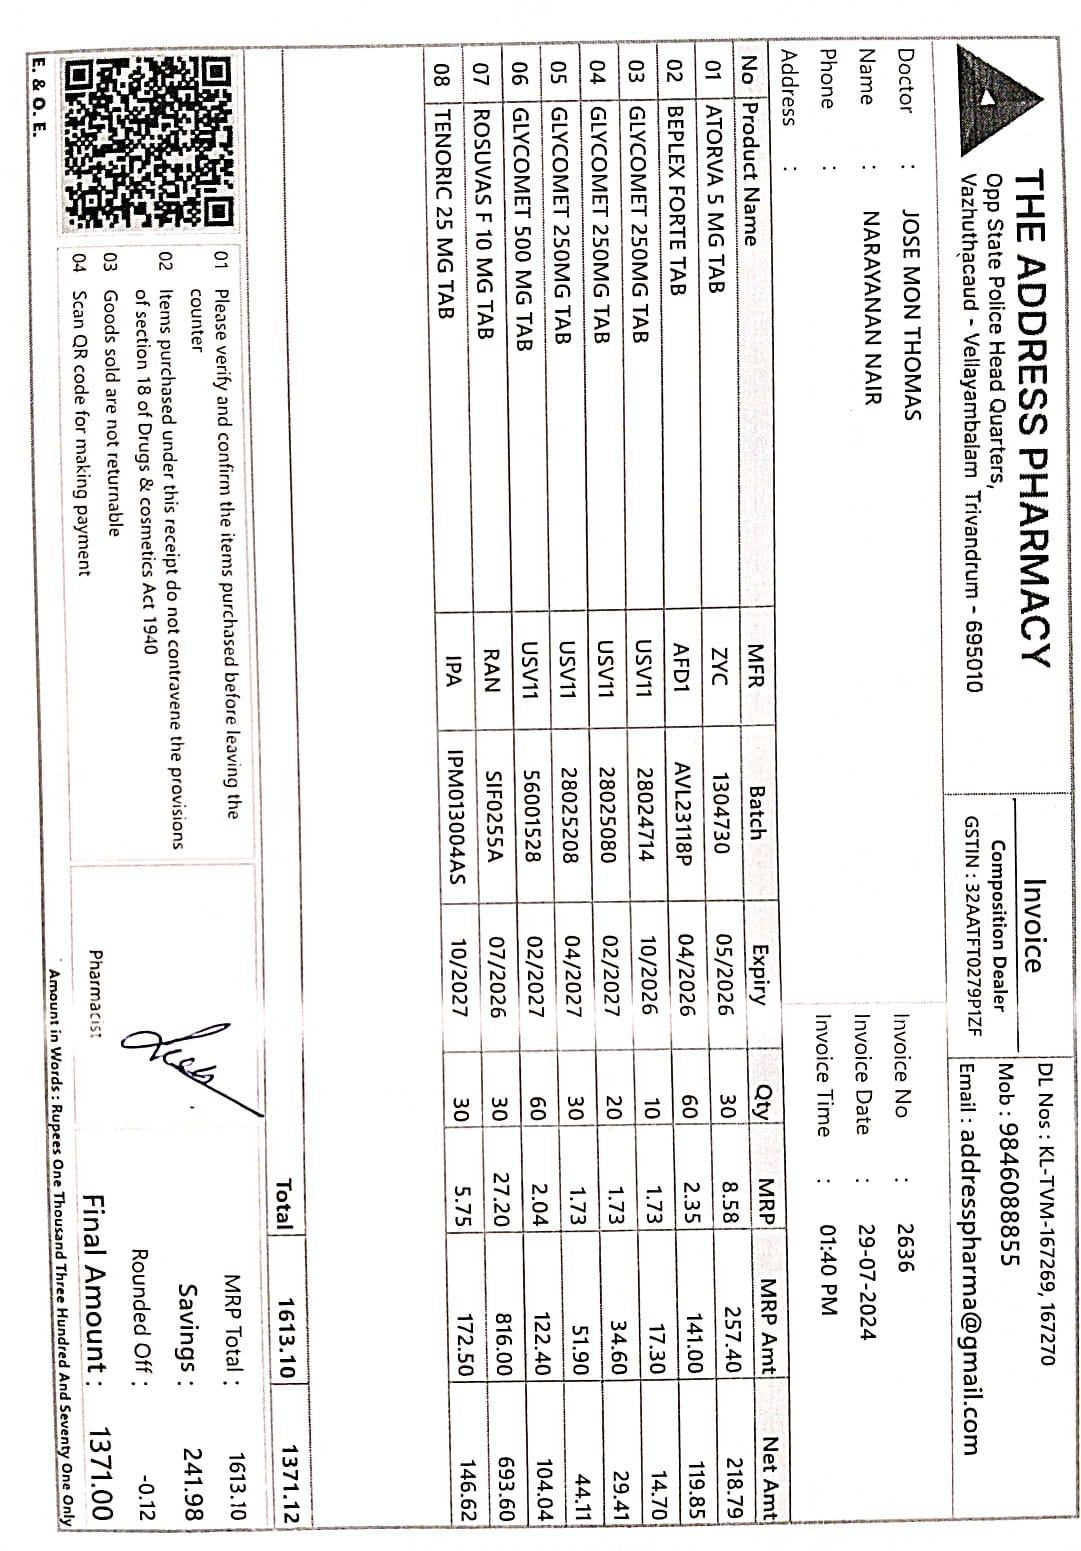 THE ADDRESS PHARMACY
Opp State Police Head Quarters,
Vazhuthacaud - Vellayambalam Trivandrum - 695010
Invoice
Composition Dealer
GSTIN : 32AATFT0279P1ZF
DL Nos : KL-TVM-167269, 167270
Mob : 9846088855
Email : addresspharma@gmail.com
Doctor : JOSE MON THOMAS
Name : NARAYANAN NAIR
Phone :
Address :
Invoice No : 2636
Invoice Date : 29-07-2024
Invoice Time : 01:40 PM
No Product Name MFR Batch Expiry Qty MRP MRP Amt Net Amt
01 ATORVA 5 MG TAB ZYC 1304730 05/2026 30 8.58 257.40 218.79
02 BEPLEX FORTE TAB AFD1 AVL23118P 04/2026 60 2.35 141.00 119.85
03 GLYCOMET 250MG TAB USV11 28024714 10/2026 10 1.73 17.30 14.70
04 GLYCOMET 250MG TAB USV11 28025080 02/2027 20 1.73 34.60 29.41
05 GLYCOMET 250MG TAB USV11 28025208 04/2027 30 1.73 51.90 44.11
06 GLYCOMET 500 MG TAB USV11 56001528 02/2027 60 2.04 122.40 104.04
07 ROSUVAS F 10 MG TAB RAN SIF0255A 07/2026 30 27.20 816.00 693.60
08 TENORIC 25 MG TAB IPA IPM013004AS 10/2027 30 5.75 172.50 146.62
Total 1613.10 1371.12
01 Please verify and confirm the items purchased before leaving the
counter
02 Items purchased under this receipt do not contravene the provisions
of section 18 of Drugs & cosmetics Act 1940
03 Goods sold are not returnable
04 Scan QR code for making payment
Pharmacist
MRP Total : 1613.10
Savings : 241.98
Rounded Off : -0.12
Final Amount : 1371.00
Amount in Words : Rupees One Thousand Three Hundred And Seventy One Only
E. & O. E.